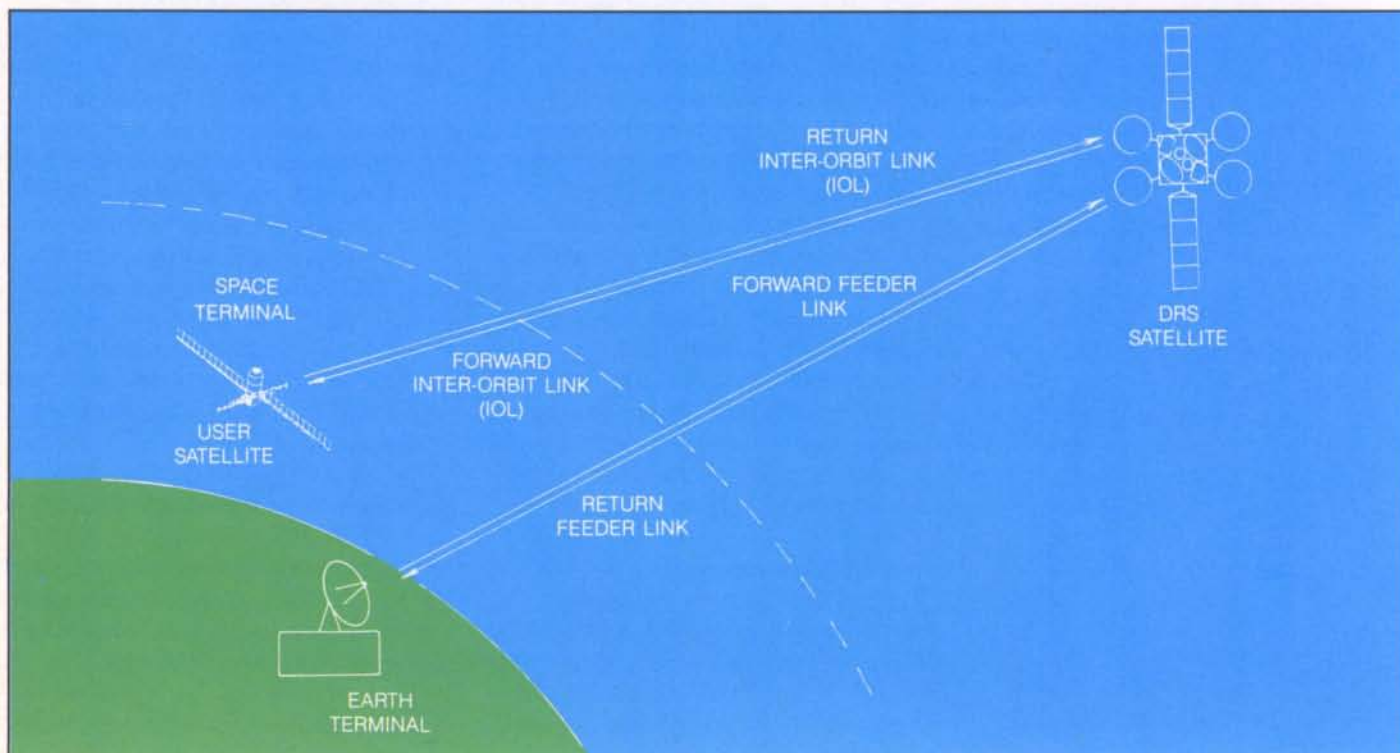 RETURN
INTER-ORBIT LINK
(IOL)
FORWARD FEEDER
LINK
DRS
SATELLITE
SPACE
TERMINAL
FORWARD
INTER-ORBIT LINK
(IOL)
USER
SATELLITE
RETURN
FEEDER LINK
EARTH
TERMINAL